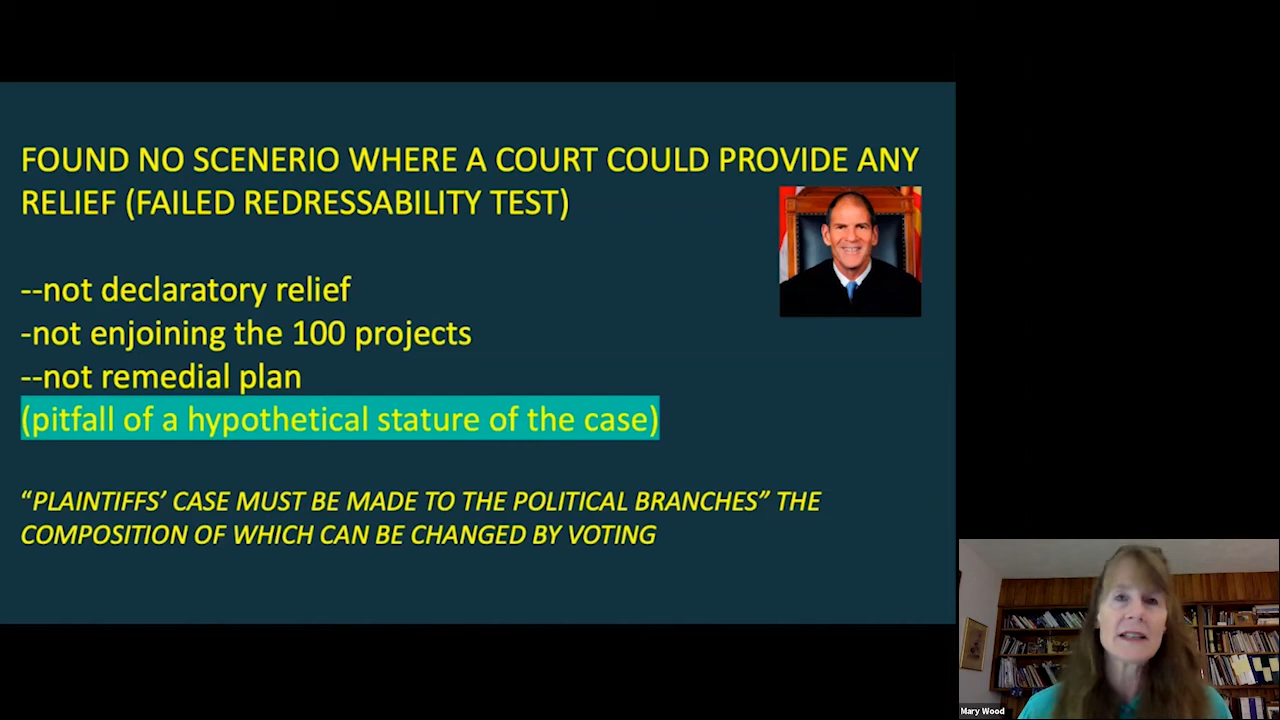 FOUND NO SCENERIO WHERE A COURT COULD PROVIDE ANY
RELIEF (FAILED REDRESSABILITY TEST)
--not declaratory relief
-not enjoining the 100 projects
--not remedial plan
(pitfall of a hypothetical stature of the case)
“PLAINTIFFS’ CASE MUST BE MADE TO THE POLITICAL BRANCHES” THE
COMPOSITION OF WHICH CAN BE CHANGED BY VOTING
Mary Wood